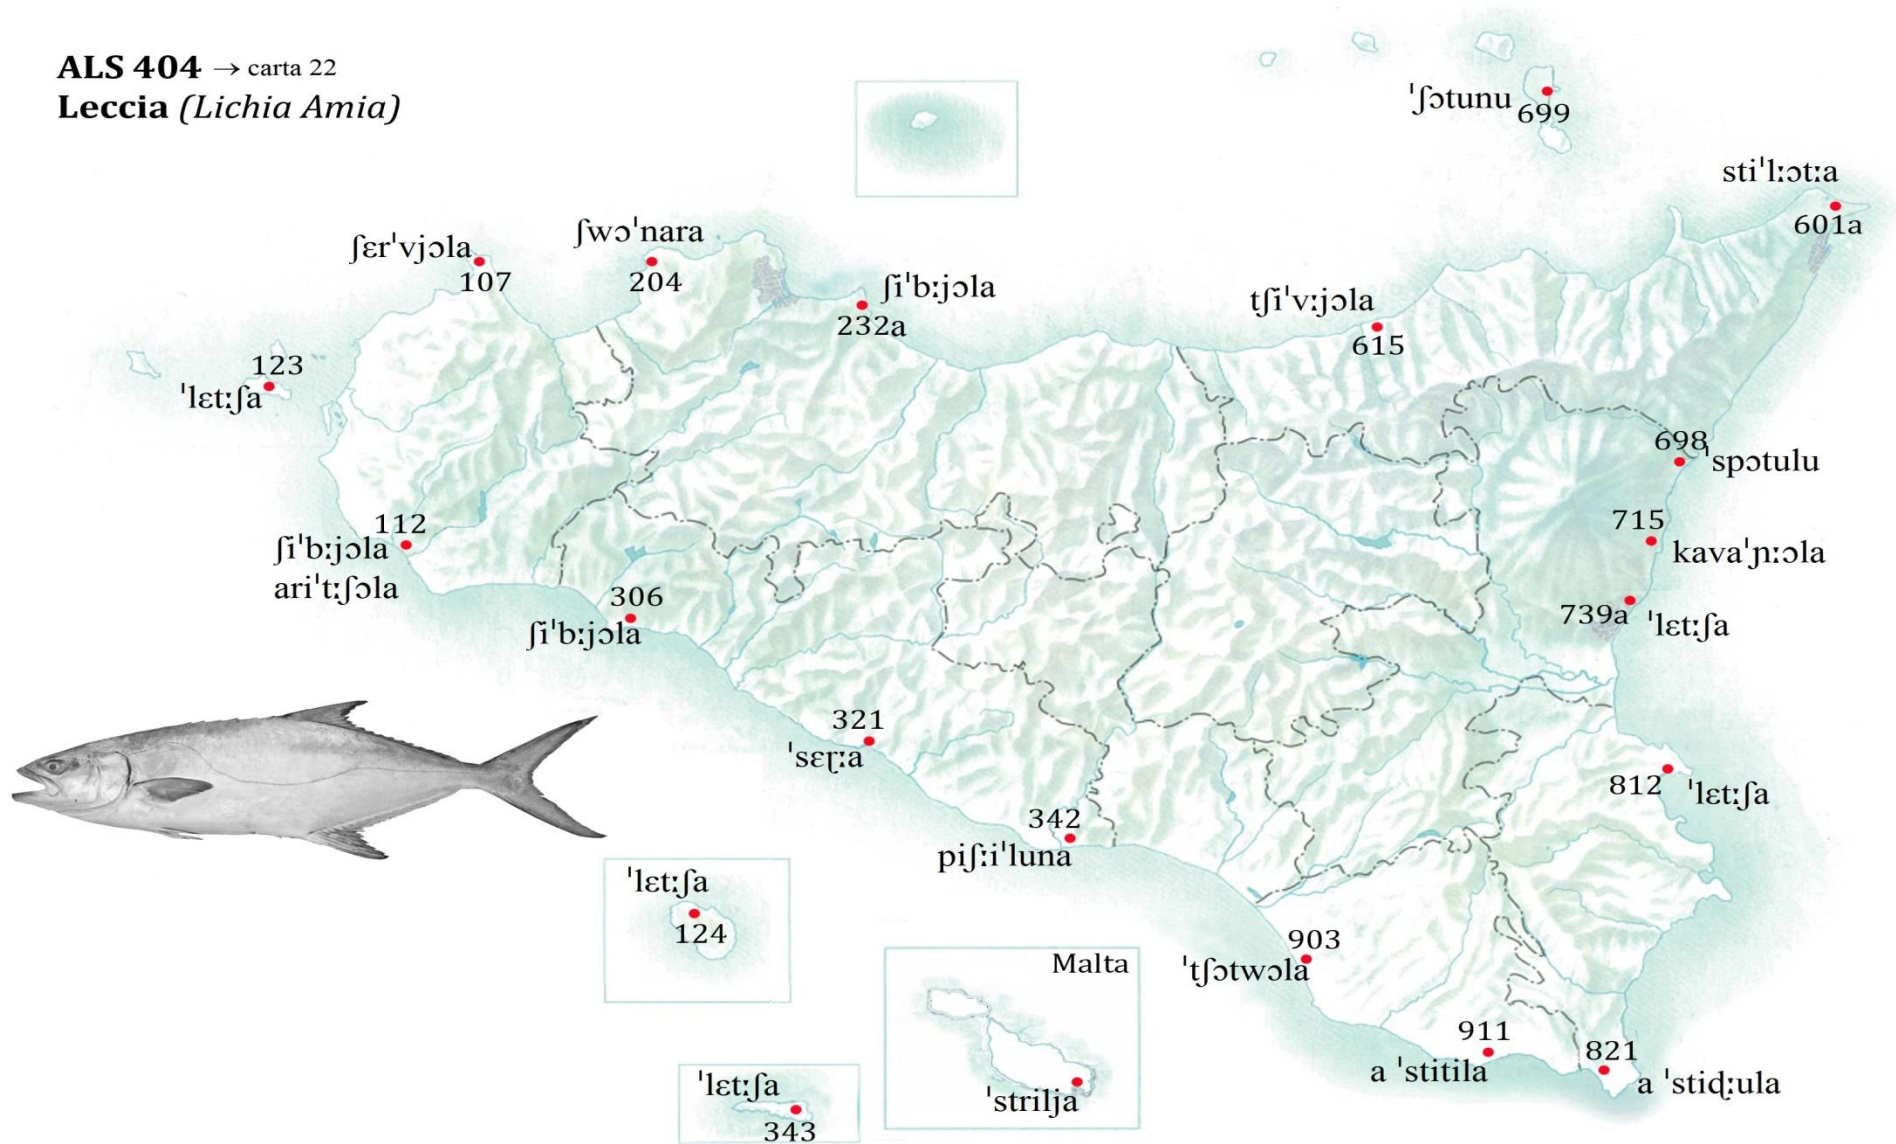 ALS 404 → carta 22
Leccia (Lichia Amia)
ˈʃɔtunu
699
stiˈlːɔtːa
601a
ʃɛrˈvjɔla
107
ʃwɔˈnara
204
ʃiˈbːjɔla
232a
tʃiˈvːjɔla
615
123
ˈlɛtːʃa
698
ˈspɔtulu
112
ʃiˈbːjɔla
ariˈtːʃɔla
715
kavaˈɲːɔla
306
ʃiˈbːjɔla
739a
ˈlɛtːʃa
321
ˈsɛɽːa
812
ˈlɛtːʃa
342
piʃːiˈluna
ˈlɛtːʃa
124
903
ˈtʃɔtwɔla
Malta
ˈstrilja
911
a ˈstitila
821
a ˈstiɖːula
ˈlɛtːʃa
343